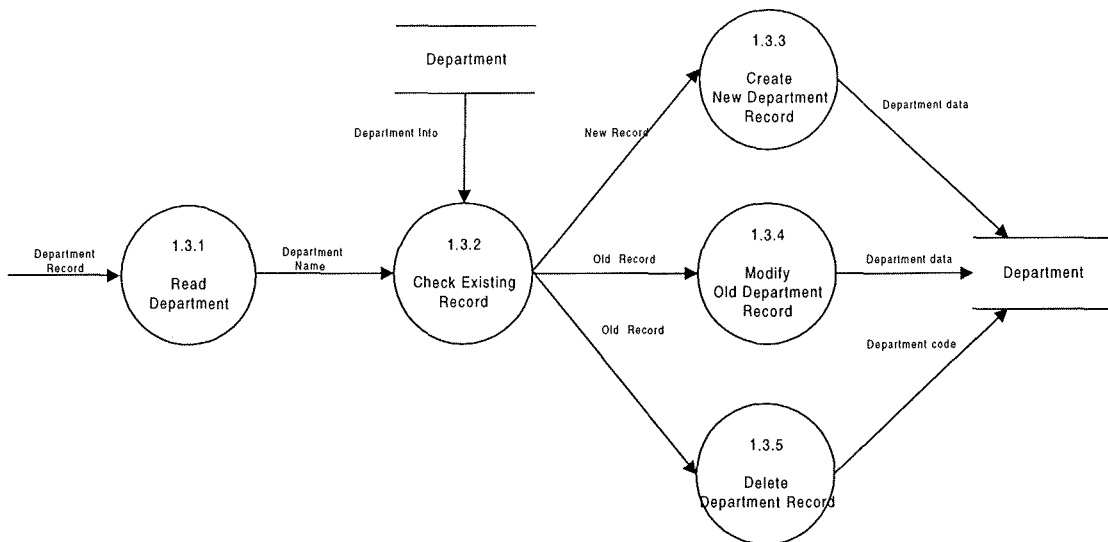 1.3.3
Create
New Department
Record
Department
Department data
Department Info
New Record
1.3.1
Read
Department
1.3.2
Check Existing
Record
1.3.4
Modify
Old Department
Record
Department
Record
Department
Name
Old Record
Department data
Department
Old Record
Department code
1.3.5
Delete
Department Record